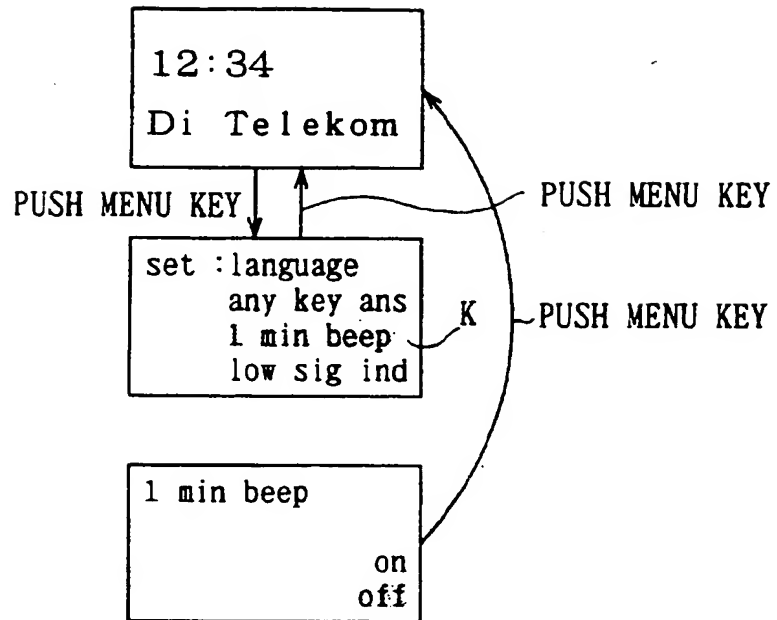 12:34
Di Telekom
PUSH MENU KEY
PUSH MENU KEY
set :language
any key ans
1 min beep
low sig ind
K
PUSH MENU KEY
1 min beep
on
off